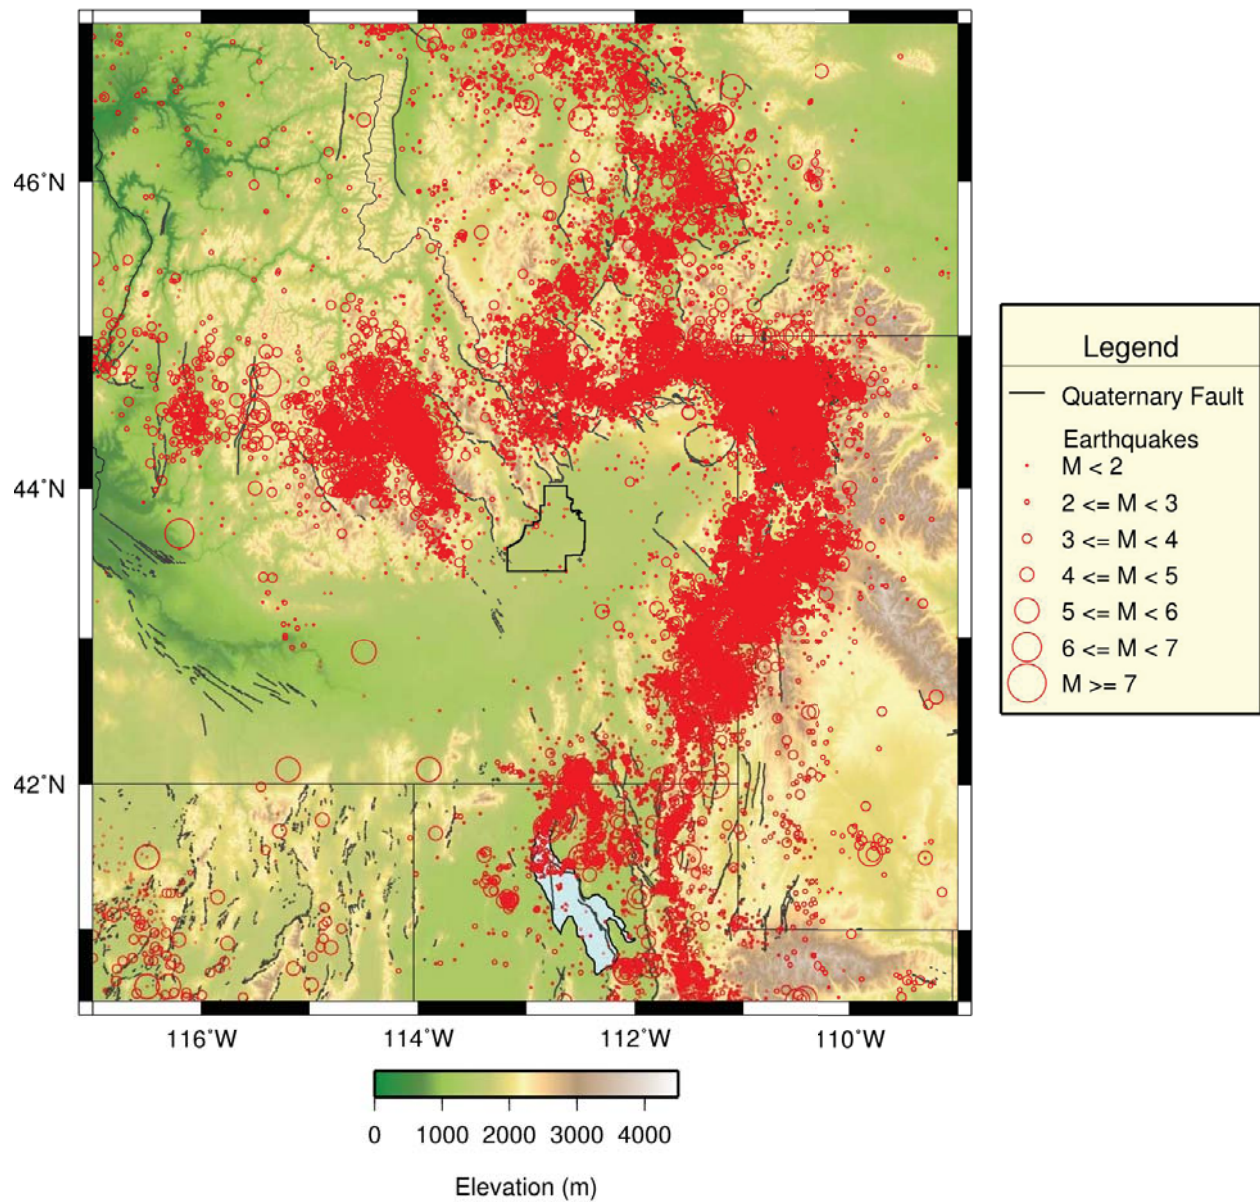 46°N
44°N
42°N
116°W 114°W 112°W 110°W
0 1000 2000 3000 4000
Elevation (m)
Legend
Quaternary Fault
Earthquakes
M < 2
2 <= M < 3
3 <= M < 4
4 <= M < 5
5 <= M < 6
6 <= M < 7
M >= 7